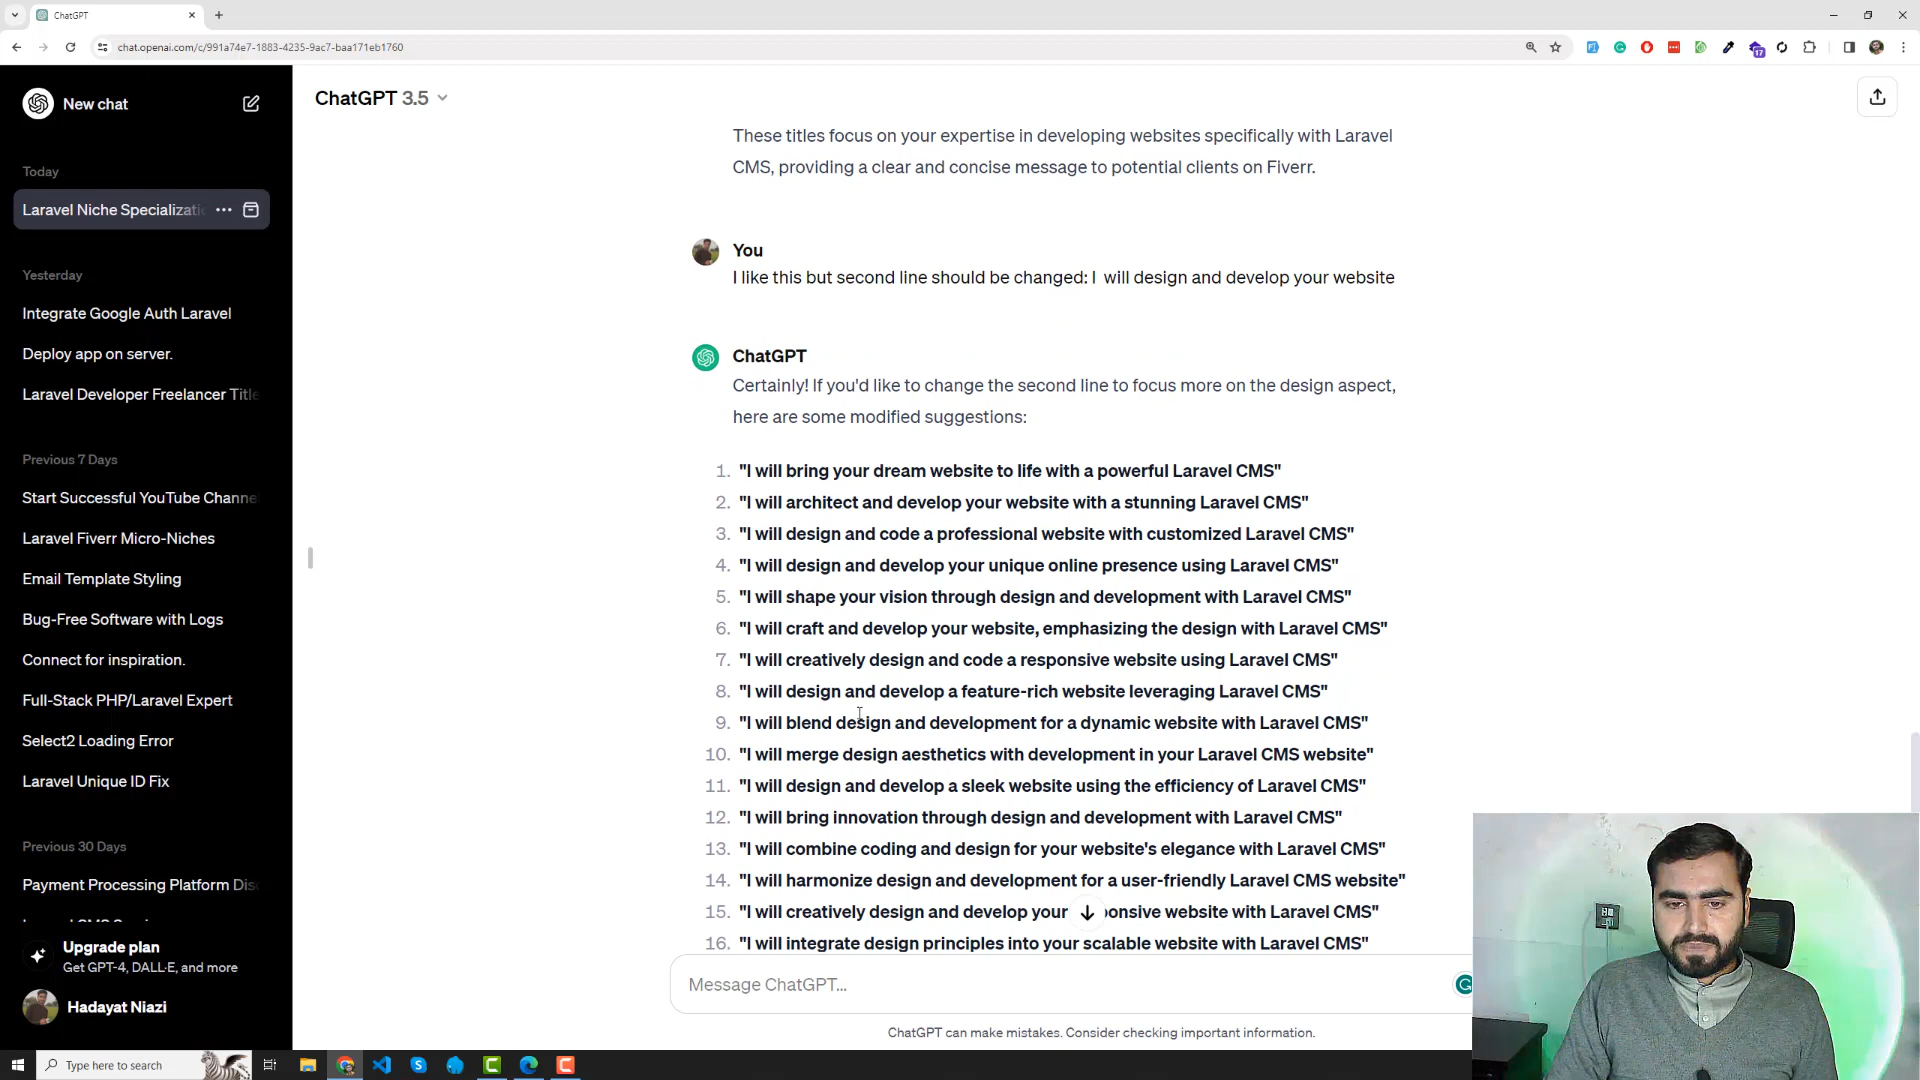 ChatGPT
chat.openai.com/c/991a74e7-1883-4235-9ac7-baa171eb1760
17
New chat
Today
Laravel Niche Specializati
Yesterday
Integrate Google Auth Laravel
Deploy app on server.
Laravel Developer Freelancer Title
Previous 7 Days
Start Successful YouTube Channe
Laravel Fiverr Micro-Niches
Email Template Styling
Bug-Free Software with Logs
Connect for inspiration.
Full-Stack PHP/Laravel Expert
Select2 Loading Error
Laravel Unique ID Fix
Previous 30 Days
Payment Processing Platform Dis
Upgrade plan
Get GPT-4, DALL·E, and more
Hadayat Niazi
ChatGPT 3.5
These titles focus on your expertise in developing websites specifically with Laravel
CMS, providing a clear and concise message to potential clients on Fiverr.
You
I like this but second line should be changed: I will design and develop your website
ChatGPT
Certainly! If you'd like to change the second line to focus more on the design aspect,
here are some modified suggestions:
1. "I will bring your dream website to life with a powerful Laravel CMS"
2. "I will architect and develop your website with a stunning Laravel CMS"
3. "I will design and code a professional website with customized Laravel CMS"
4. "I will design and develop your unique online presence using Laravel CMS"
5. "I will shape your vision through design and development with Laravel CMS"
6. "I will craft and develop your website, emphasizing the design with Laravel CMS"
7. "I will creatively design and code a responsive website using Laravel CMS"
8. "I will design and develop a feature-rich website leveraging Laravel CMS"
9. "I will blend design and development for a dynamic website with Laravel CMS"
10. "I will merge design aesthetics with development in your Laravel CMS website"
11. "I will design and develop a sleek website using the efficiency of Laravel CMS"
12. "I will bring innovation through design and development with Laravel CMS"
13. "I will combine coding and design for your website's elegance with Laravel CMS"
14. "I will harmonize design and development for a user-friendly Laravel CMS website"
15. "I will creatively design and develop your ponsive website with Laravel CMS"
16. "I will integrate design principles into your scalable website with Laravel CMS"
Message ChatGPT...
ChatGPT can make mistakes. Consider checking important information.
Type here to search